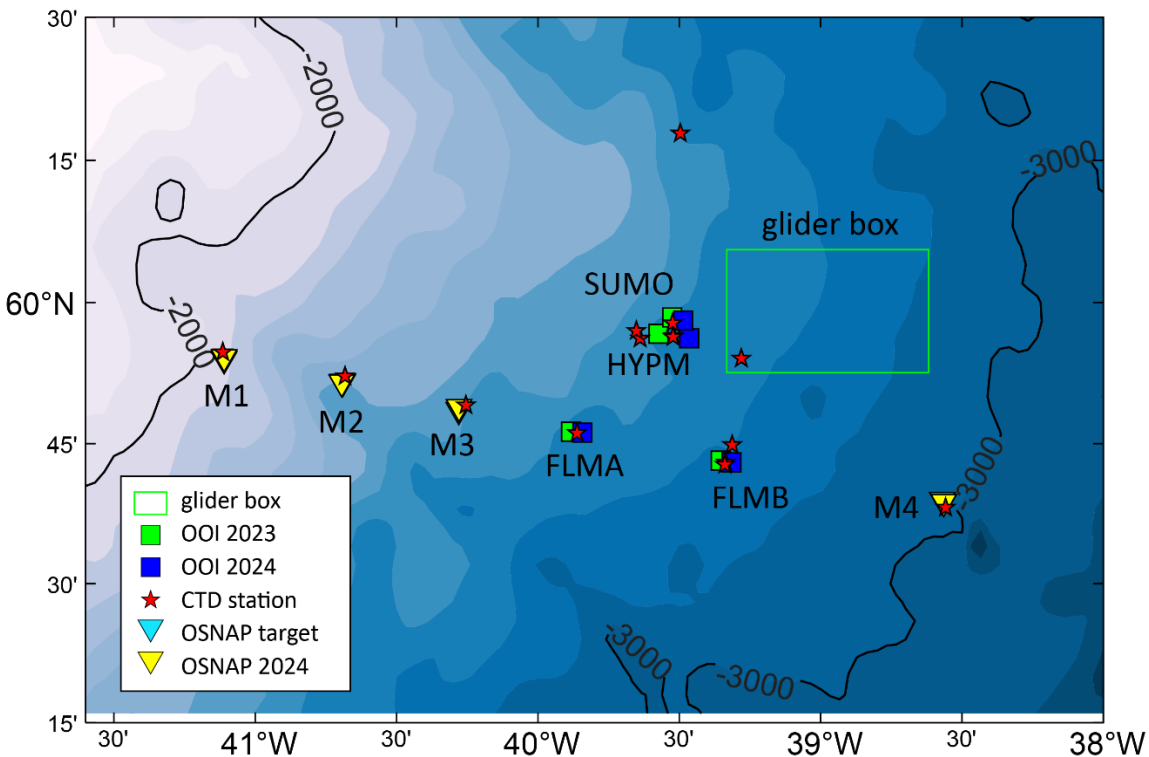 30'
-2000
15'
-3000
glider box
SUMO
60°N
-2000
HYPM
M1
M2
M3
45'
FLMA
FLMB
-3000
M4
glider box
OOI 2023
OOI 2024
CTD station
OSNAP target
OSNAP 2024
30'
-3000
-3000
15'
30'
41°W
30'
40°W
30'
39°W
30'
38°W